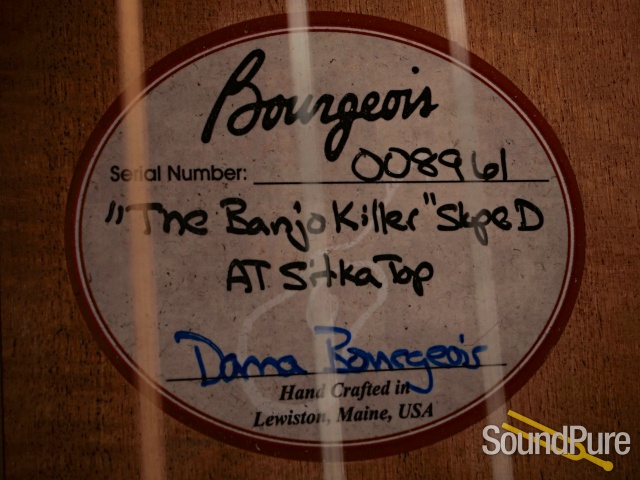 Bourgeois
Serial Number: 008961
"The Banjo Killer" Slope D
AT Sitka Top
Dana Bourgeois
Hand Crafted in
Lewiston, Maine, USA
SoundPure